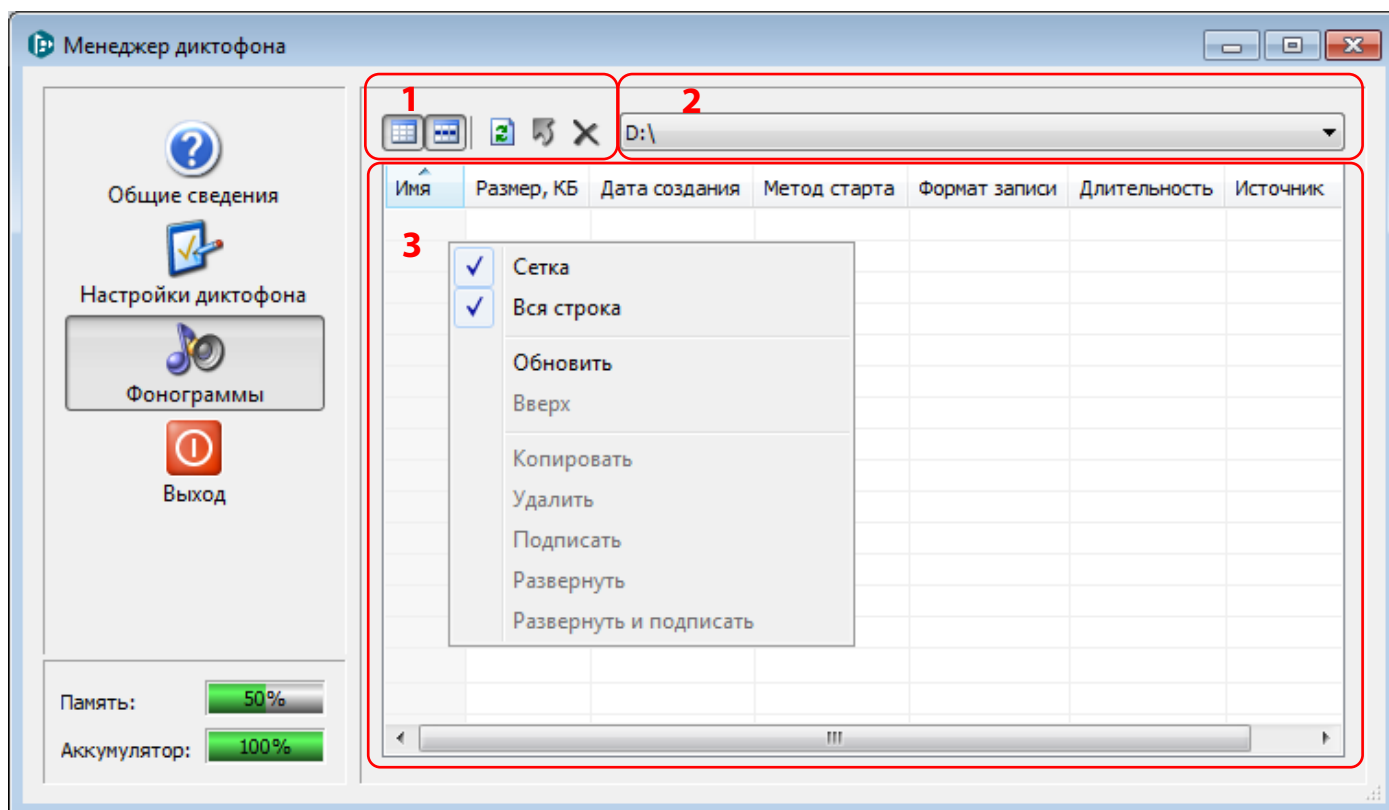 Менеджер диктофона
Общие сведения
Настройки диктофона
Фонограммы
Выход
Память: 50%
Аккумулятор: 100%
1
2
D:\
Имя Размер, КБ Дата создания Метод старта Формат записи Длительность Источник
3
Сетка
Вся строка
Обновить
Вверх
Копировать
Удалить
Подписать
Развернуть
Развернуть и подписать